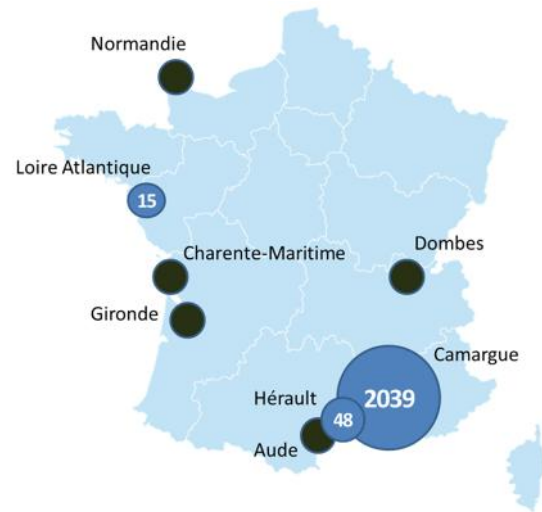 Normandie
Loire Atlantique
15
Charente-Maritime
Dombes
Gironde
Camargue
Hérault
2039
48
Aude